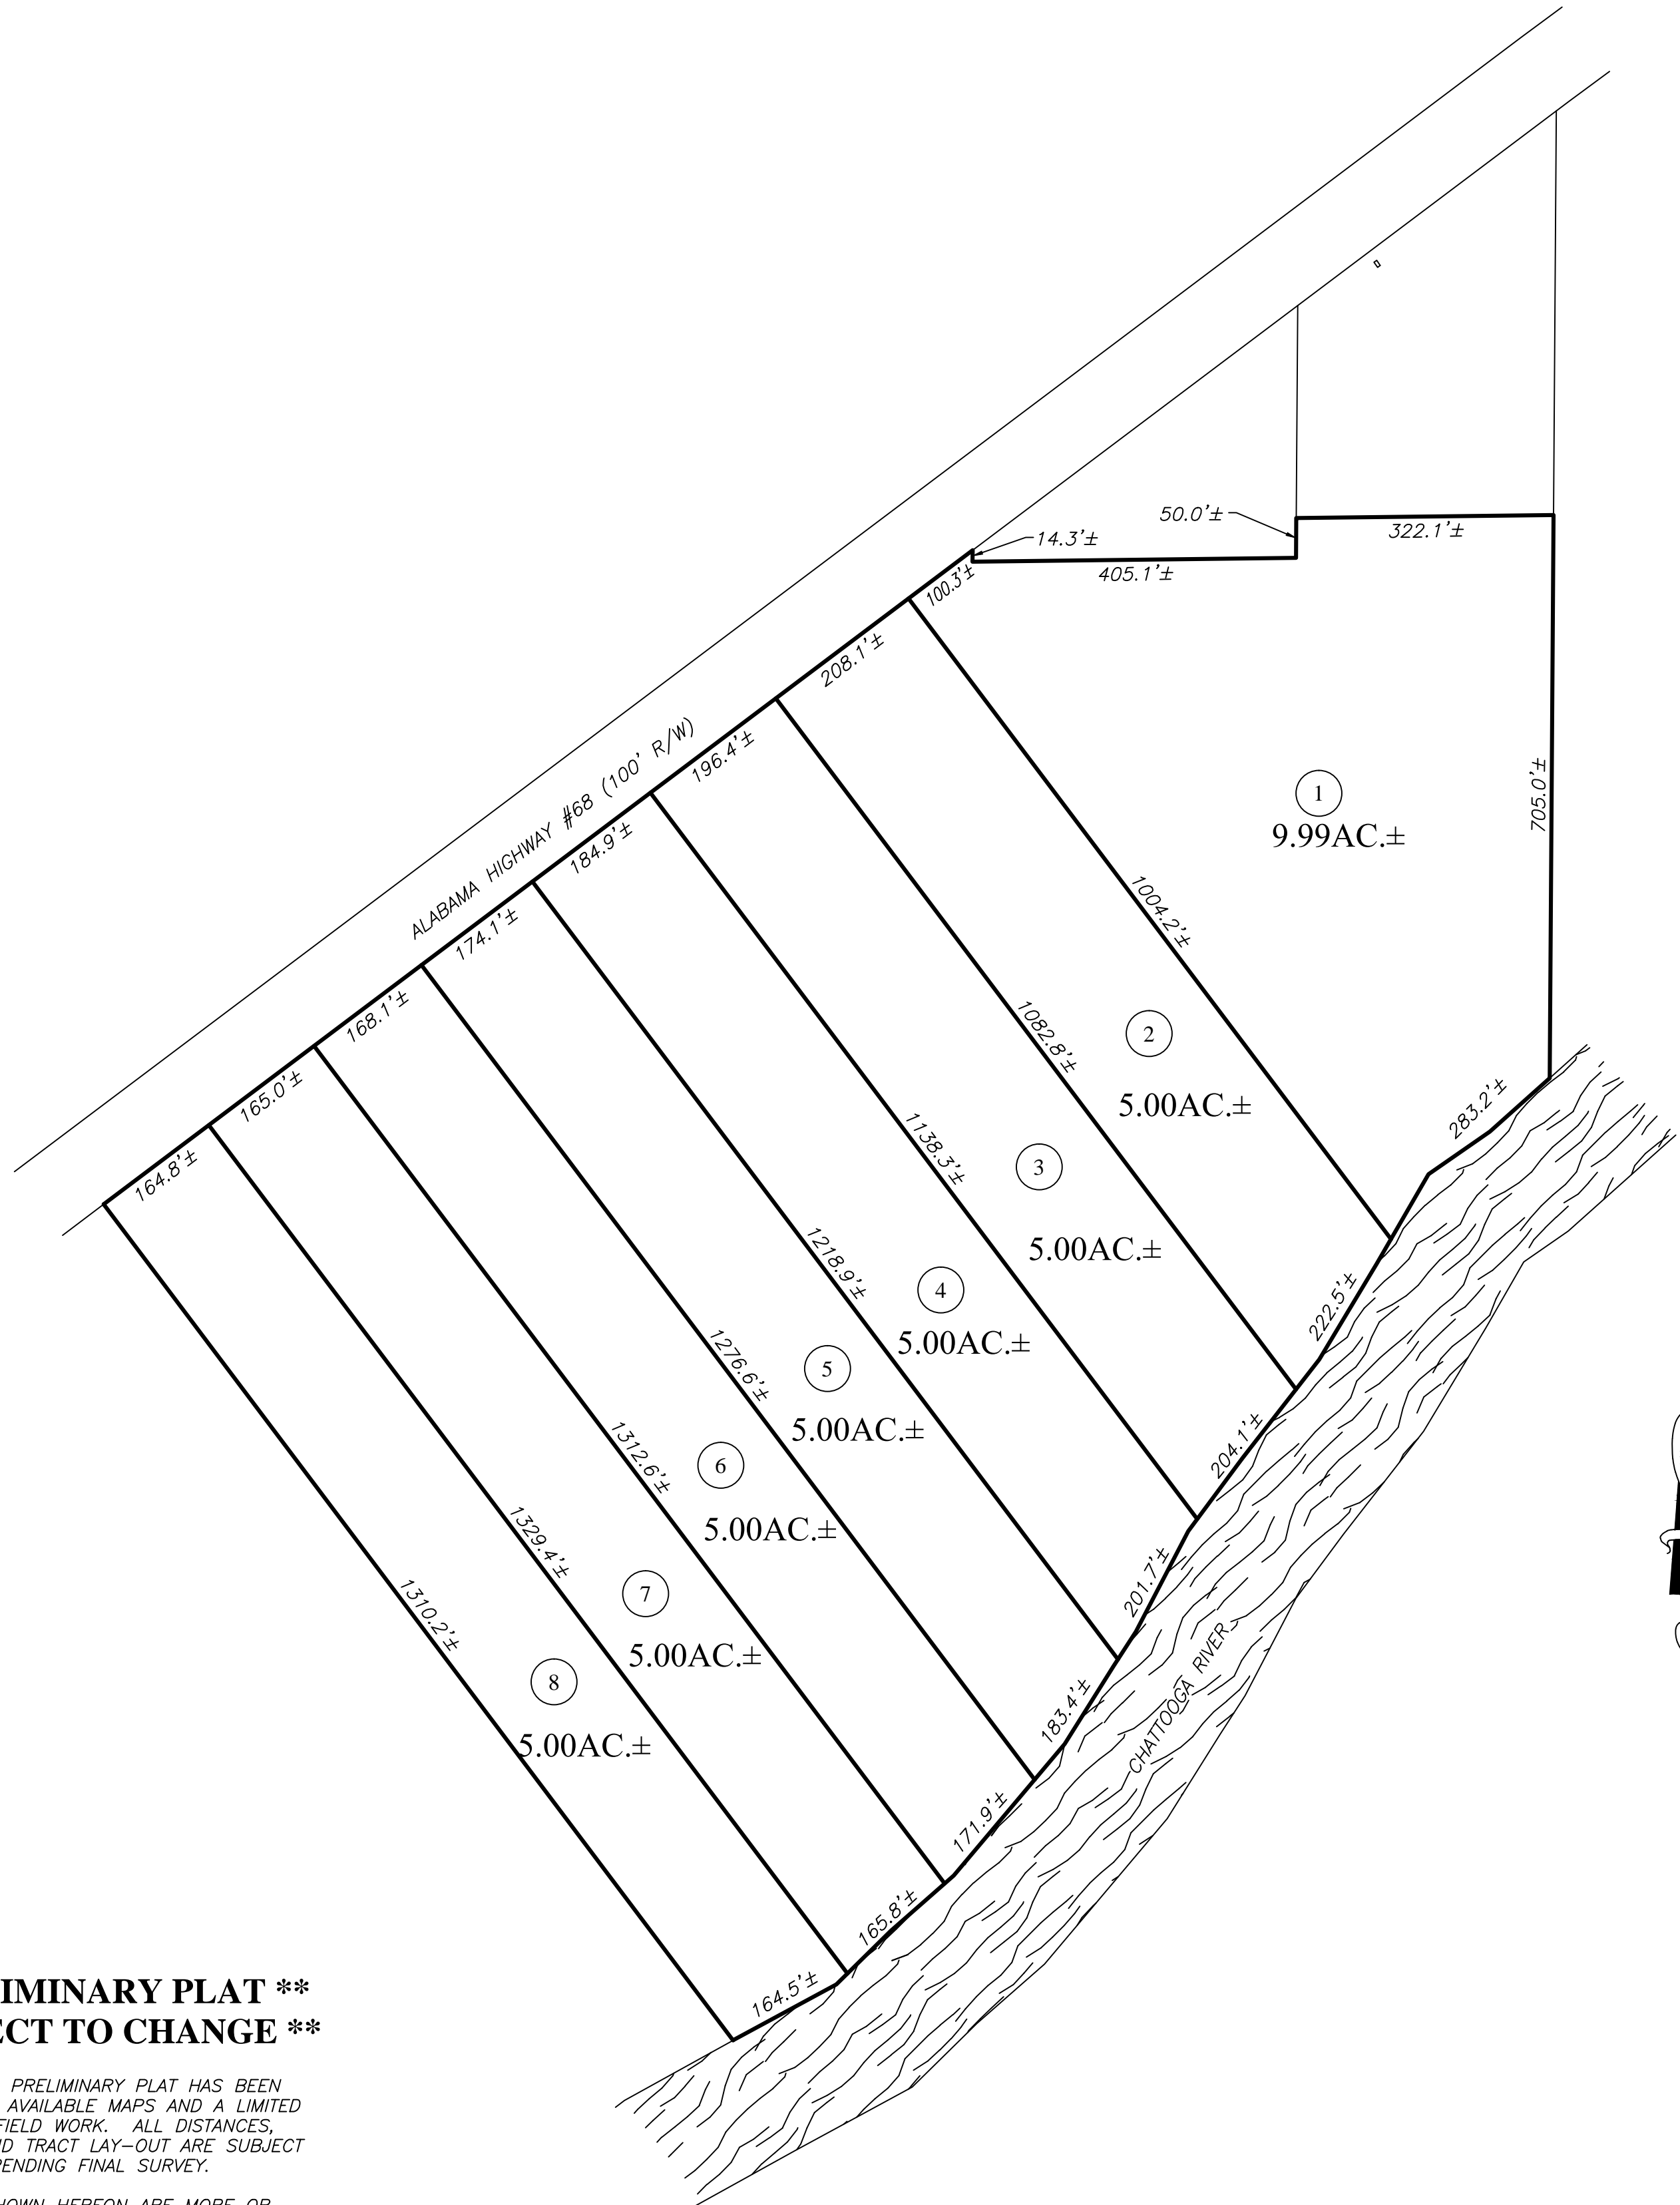 50.0'±
14.3'±
322.1'±
405.1'±
100.3'±
208.1'±
196.4'±
ALABAMA HIGHWAY #68 (100' R/W)
184.9'±
174.1'±
168.1'±
165.0'±
164.8'±
1
9.99AC.±
705.0'±
1004.2'±
283.2'±
2
5.00AC.±
1082.8'±
222.5'±
3
5.00AC.±
1138.3'±
204.1'±
4
5.00AC.±
1218.9'±
201.7'±
5
5.00AC.±
1276.6'±
183.4'±
CHATTOOGA RIVER
6
5.00AC.±
1312.6'±
171.9'±
7
5.00AC.±
1329.4'±
165.8'±
8
5.00AC.±
1310.2'±
164.5'±
IMINARY PLAT **
ECT TO CHANGE **
PRELIMINARY PLAT HAS BEEN
AVAILABLE MAPS AND A LIMITED
FIELD WORK. ALL DISTANCES,
D TRACT LAY-OUT ARE SUBJECT
PENDING FINAL SURVEY.
HOWN HEREON ARE MORE OR